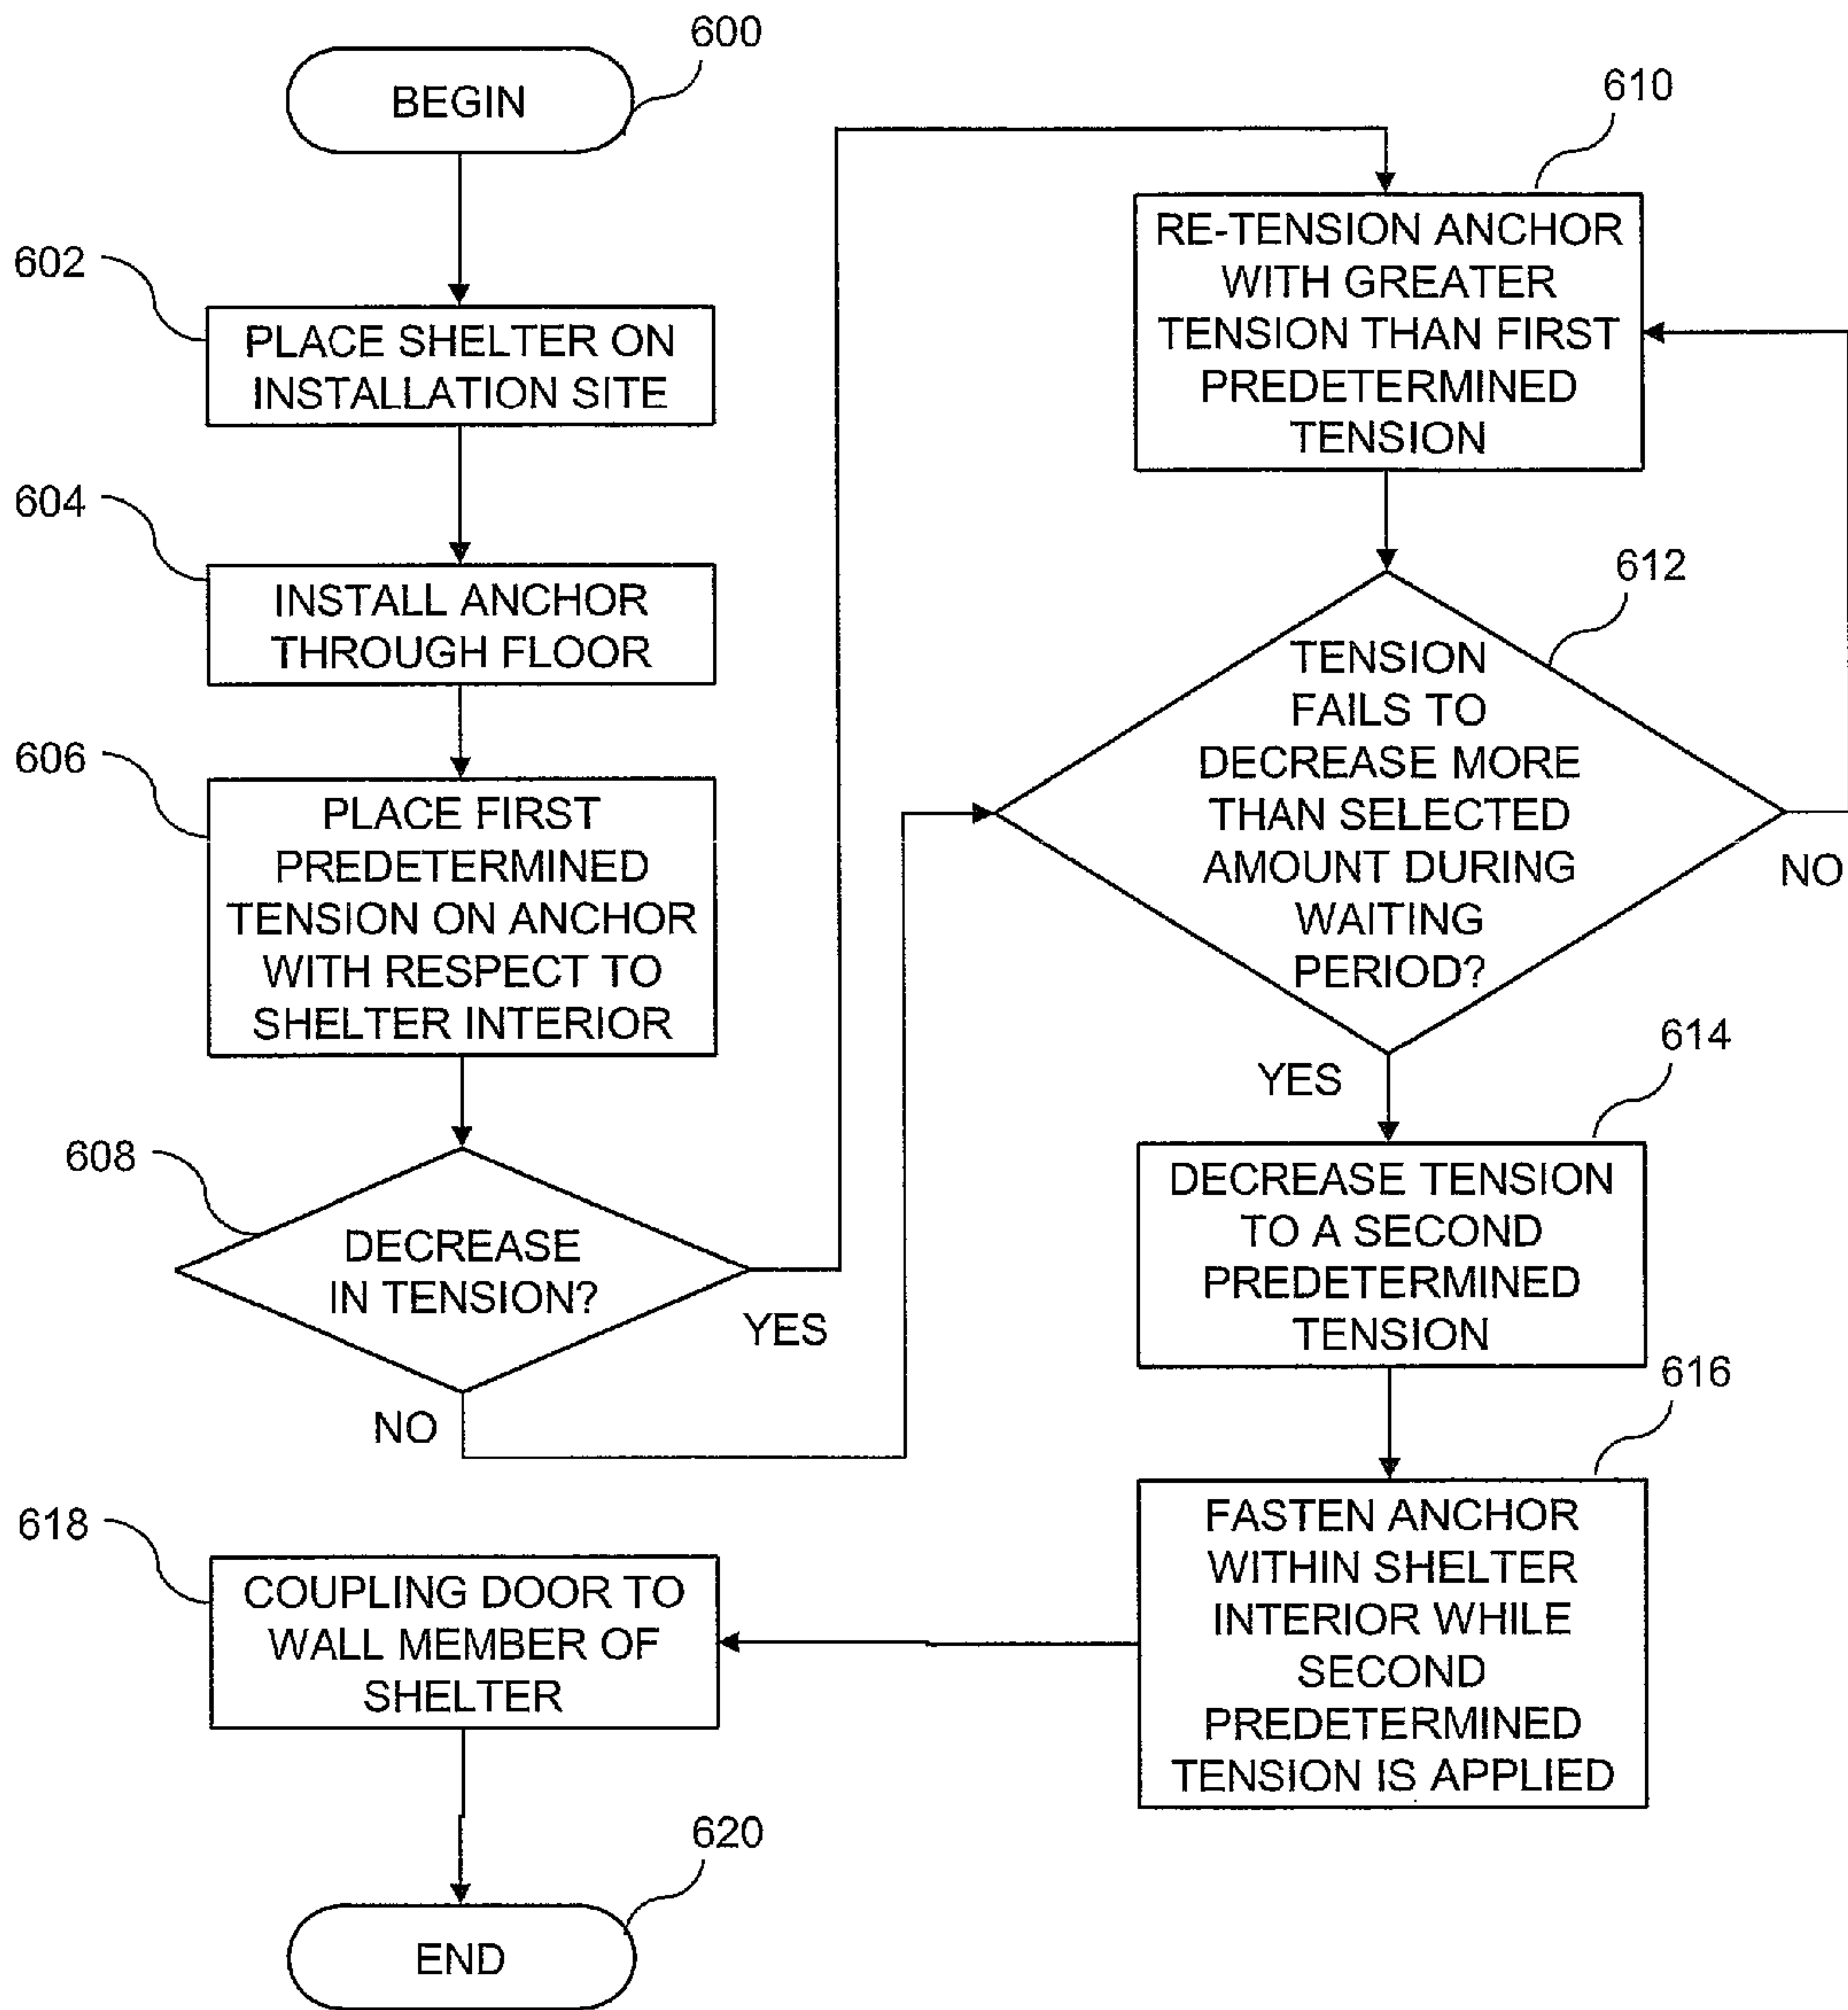 600
BEGIN
602
PLACE SHELTER ON
INSTALLATION SITE
604
INSTALL ANCHOR
THROUGH FLOOR
606
PLACE FIRST
PREDETERMINED
TENSION ON ANCHOR
WITH RESPECT TO
SHELTER INTERIOR
608
DECREASE
IN TENSION?
YES
NO
610
RE-TENSION ANCHOR
WITH GREATER
TENSION THAN FIRST
PREDETERMINED
TENSION
612
TENSION
FAILS TO
DECREASE MORE
THAN SELECTED
AMOUNT DURING
WAITING
PERIOD?
NO
YES
614
DECREASE TENSION
TO A SECOND
PREDETERMINED
TENSION
616
FASTEN ANCHOR
WITHIN SHELTER
INTERIOR WHILE
SECOND
PREDETERMINED
TENSION IS APPLIED
618
COUPLING DOOR TO
WALL MEMBER OF
SHELTER
620
END